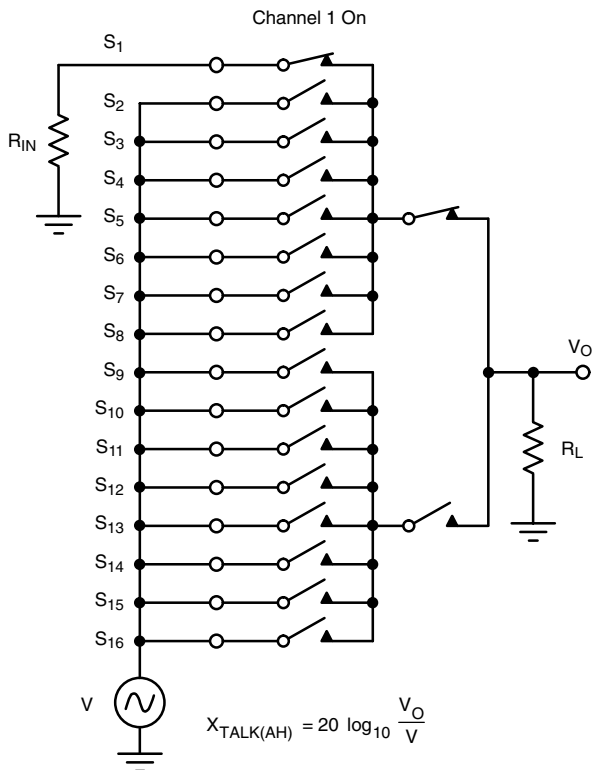 Channel 1 On
S1
S2
RIN
S3
S4
S5
S6
S7
S8
S9
VO
S10
S11
RL
S12
S13
S14
S15
S16
V
XTALK(AH) = 20 log10 VO
V